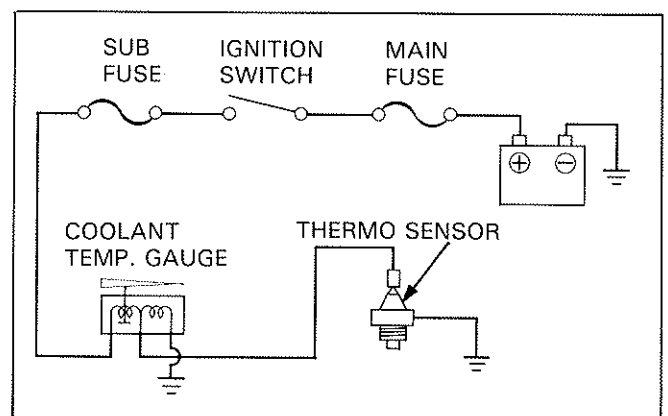 SUB
FUSE
IGNITION
SWITCH
MAIN
FUSE
+ −
COOLANT
TEMP. GAUGE
THERMO SENSOR